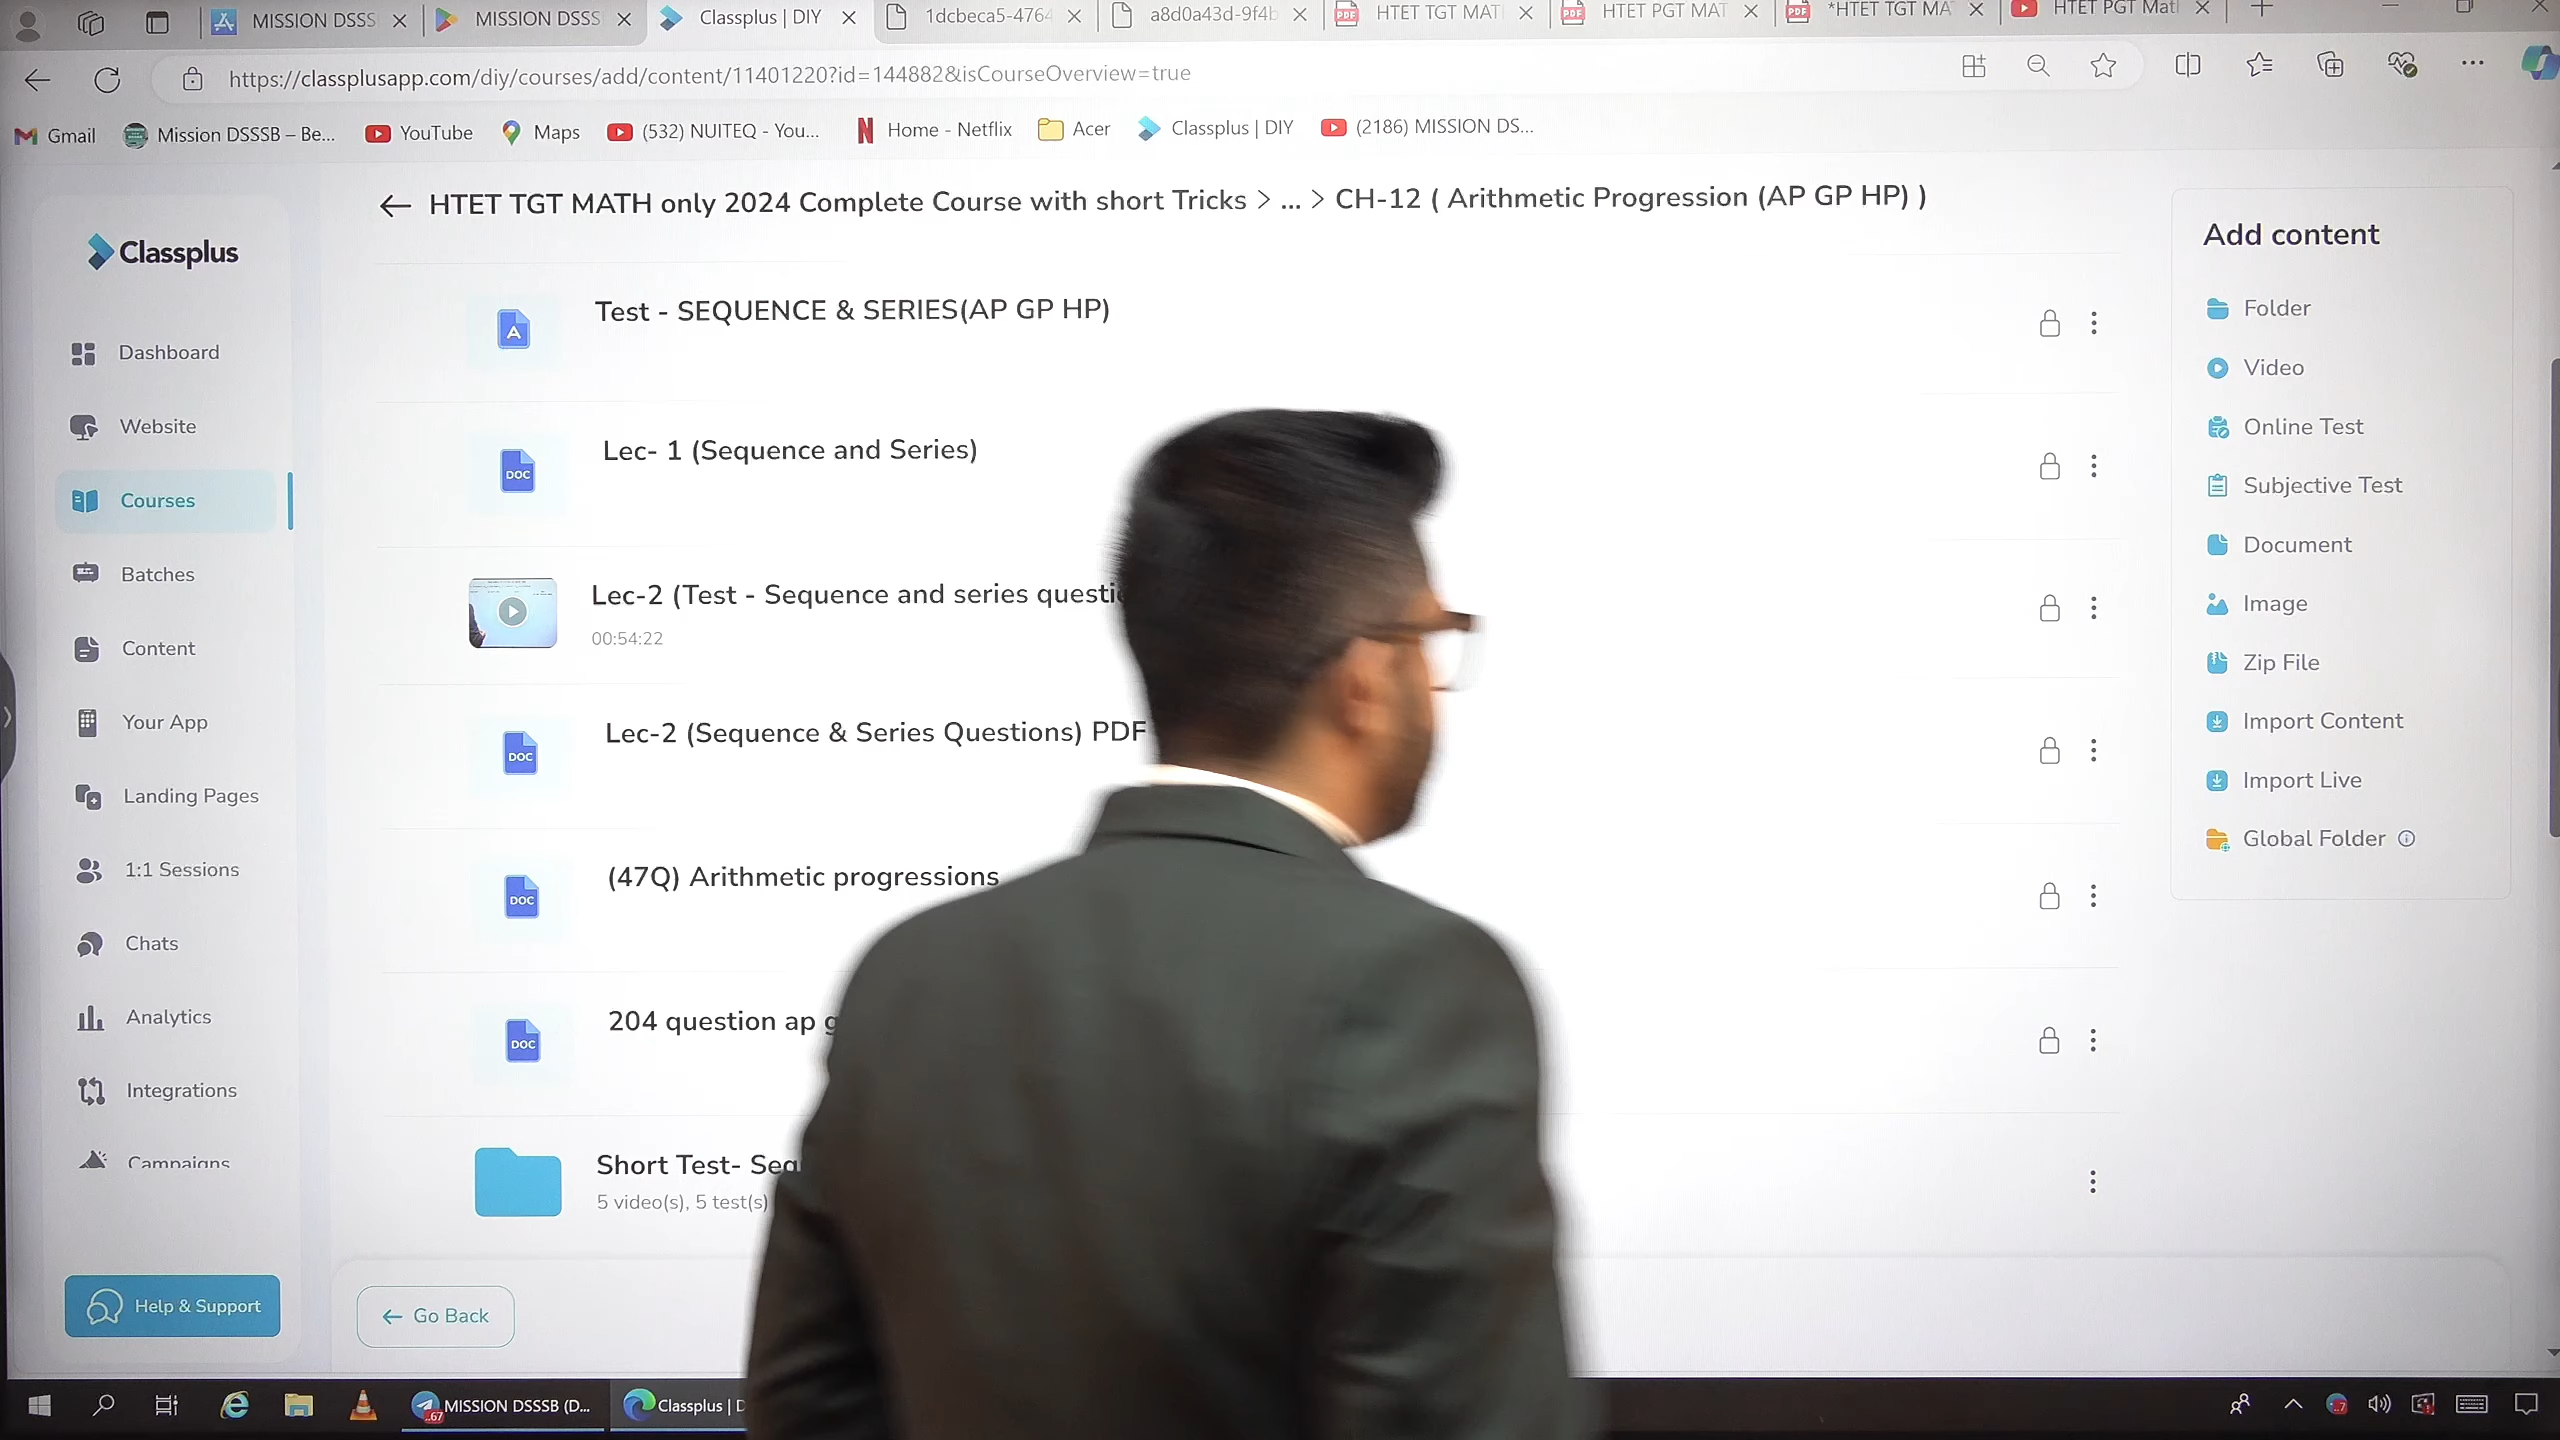 MISSION DSSS
MISSION DSSS
Classplus | DIY
1dcbeca5-4764
a8d0a43d-9f4b
HTET TGT MAT
HTET PGT MAT
*HTET TGT MA
HTET PGT Mat
https://classplusapp.com/diy/courses/add/content/11401220?id=144882&isCourseOverview=true
Gmail
Mission DSSSB – Be...
YouTube
Maps
(532) NUITEQ - You...
Home - Netflix
Acer
Classplus | DIY
(2186) MISSION DS...
Classplus
Dashboard
Website
Courses
Batches
Content
Your App
Landing Pages
1:1 Sessions
Chats
Analytics
Integrations
Campaigns
Help & Support
HTET TGT MATH only 2024 Complete Course with short Tricks > ... > CH-12 ( Arithmetic Progression (AP GP HP) )
Test - SEQUENCE & SERIES(AP GP HP)
DOC
Lec- 1 (Sequence and Series)
Lec-2 (Test - Sequence and series questi
00:54:22
DOC
Lec-2 (Sequence & Series Questions) PDF
DOC
(47Q) Arithmetic progressions
DOC
204 question ap g
Short Test- Seq
5 video(s), 5 test(s)
Go Back
Add content
Folder
Video
Online Test
Subjective Test
Document
Image
Zip File
Import Content
Import Live
Global Folder
MISSION DSSSB (D...
Classplus | D